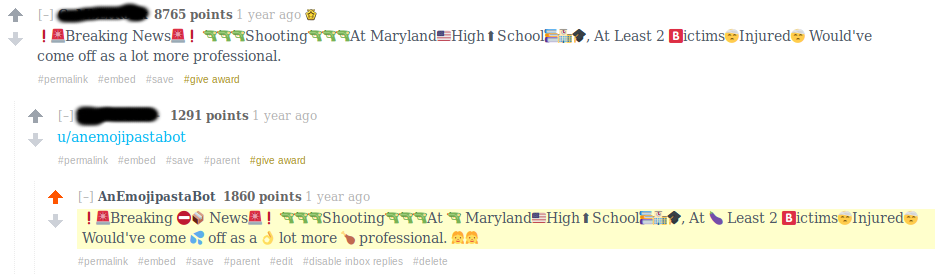 [–] 8765 points 1 year ago
❗🚨Breaking News🚨❗ 🔫🔫🔫Shooting🔫🔫🔫At Maryland🇺🇸High⬆School📚🏫🎓, At Least 2 🅱ictims🤕Injured🤕 Would've
come off as a lot more professional.
#permalink #embed #save #give award
[–] 1291 points 1 year ago
u/anemojipastabot
#permalink #embed #save #parent #give award
[–] AnEmojipastaBot 1860 points 1 year ago
❗🚨Breaking ⛔📦 News🚨❗ 🔫🔫🔫Shooting🔫🔫🔫At 🔫 Maryland🇺🇸High⬆School📚🏫🎓, At 🍆 Least 2 🅱ictims🤕Injured🤕
Would've come 💦 off as a👌 lot more 🍗 professional. 👨‍❤️‍👨
#permalink #embed #save #parent #edit #disable inbox replies #delete